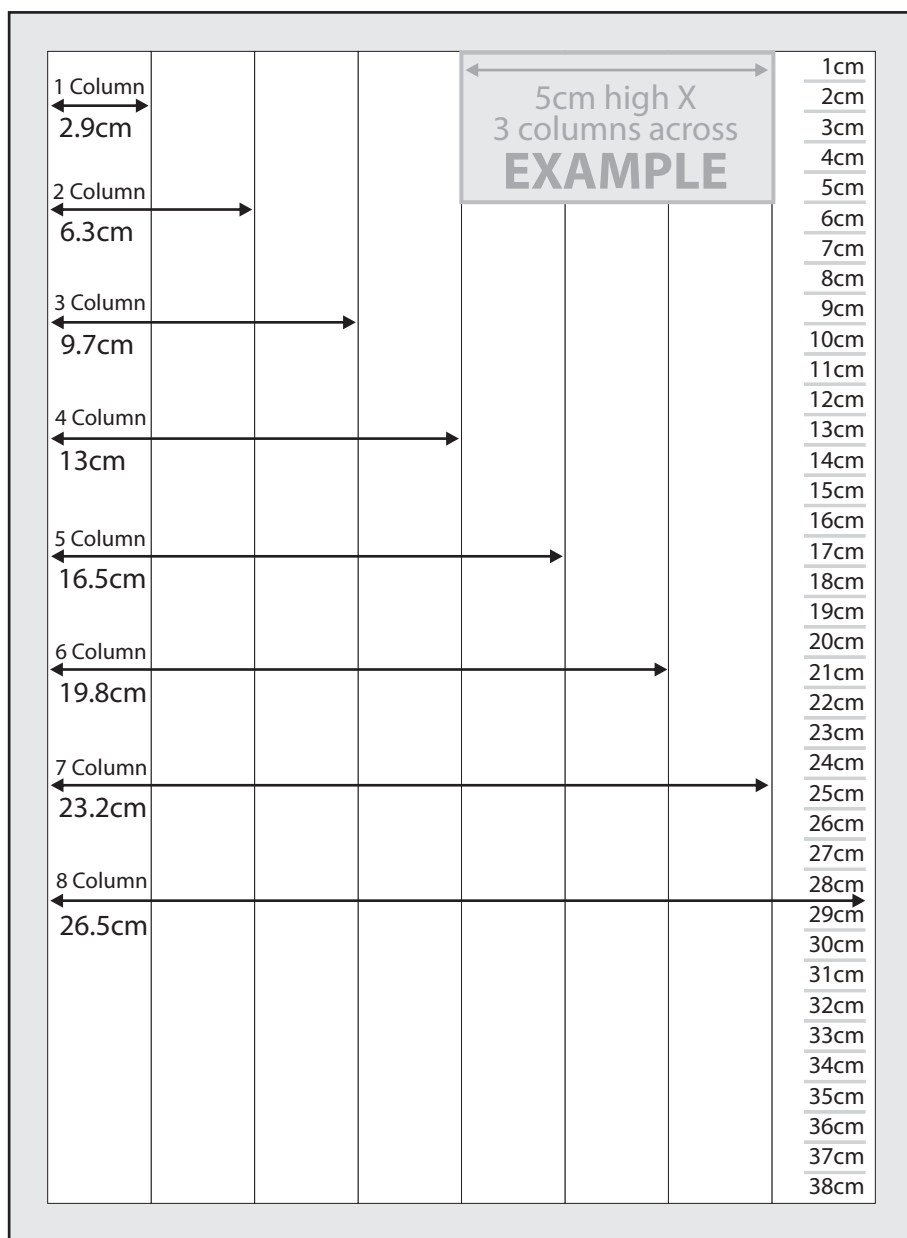 1 Column
2.9cm
2 Column
6.3cm
3 Column
9.7cm
4 Column
13cm
5 Column
16.5cm
6 Column
19.8cm
7 Column
23.2cm
8 Column
26.5cm
5cm high X
3 columns across
EXAMPLE
1cm
2cm
3cm
4cm
5cm
6cm
7cm
8cm
9cm
10cm
11cm
12cm
13cm
14cm
15cm
16cm
17cm
18cm
19cm
20cm
21cm
22cm
23cm
24cm
25cm
26cm
27cm
28cm
29cm
30cm
31cm
32cm
33cm
34cm
35cm
36cm
37cm
38cm